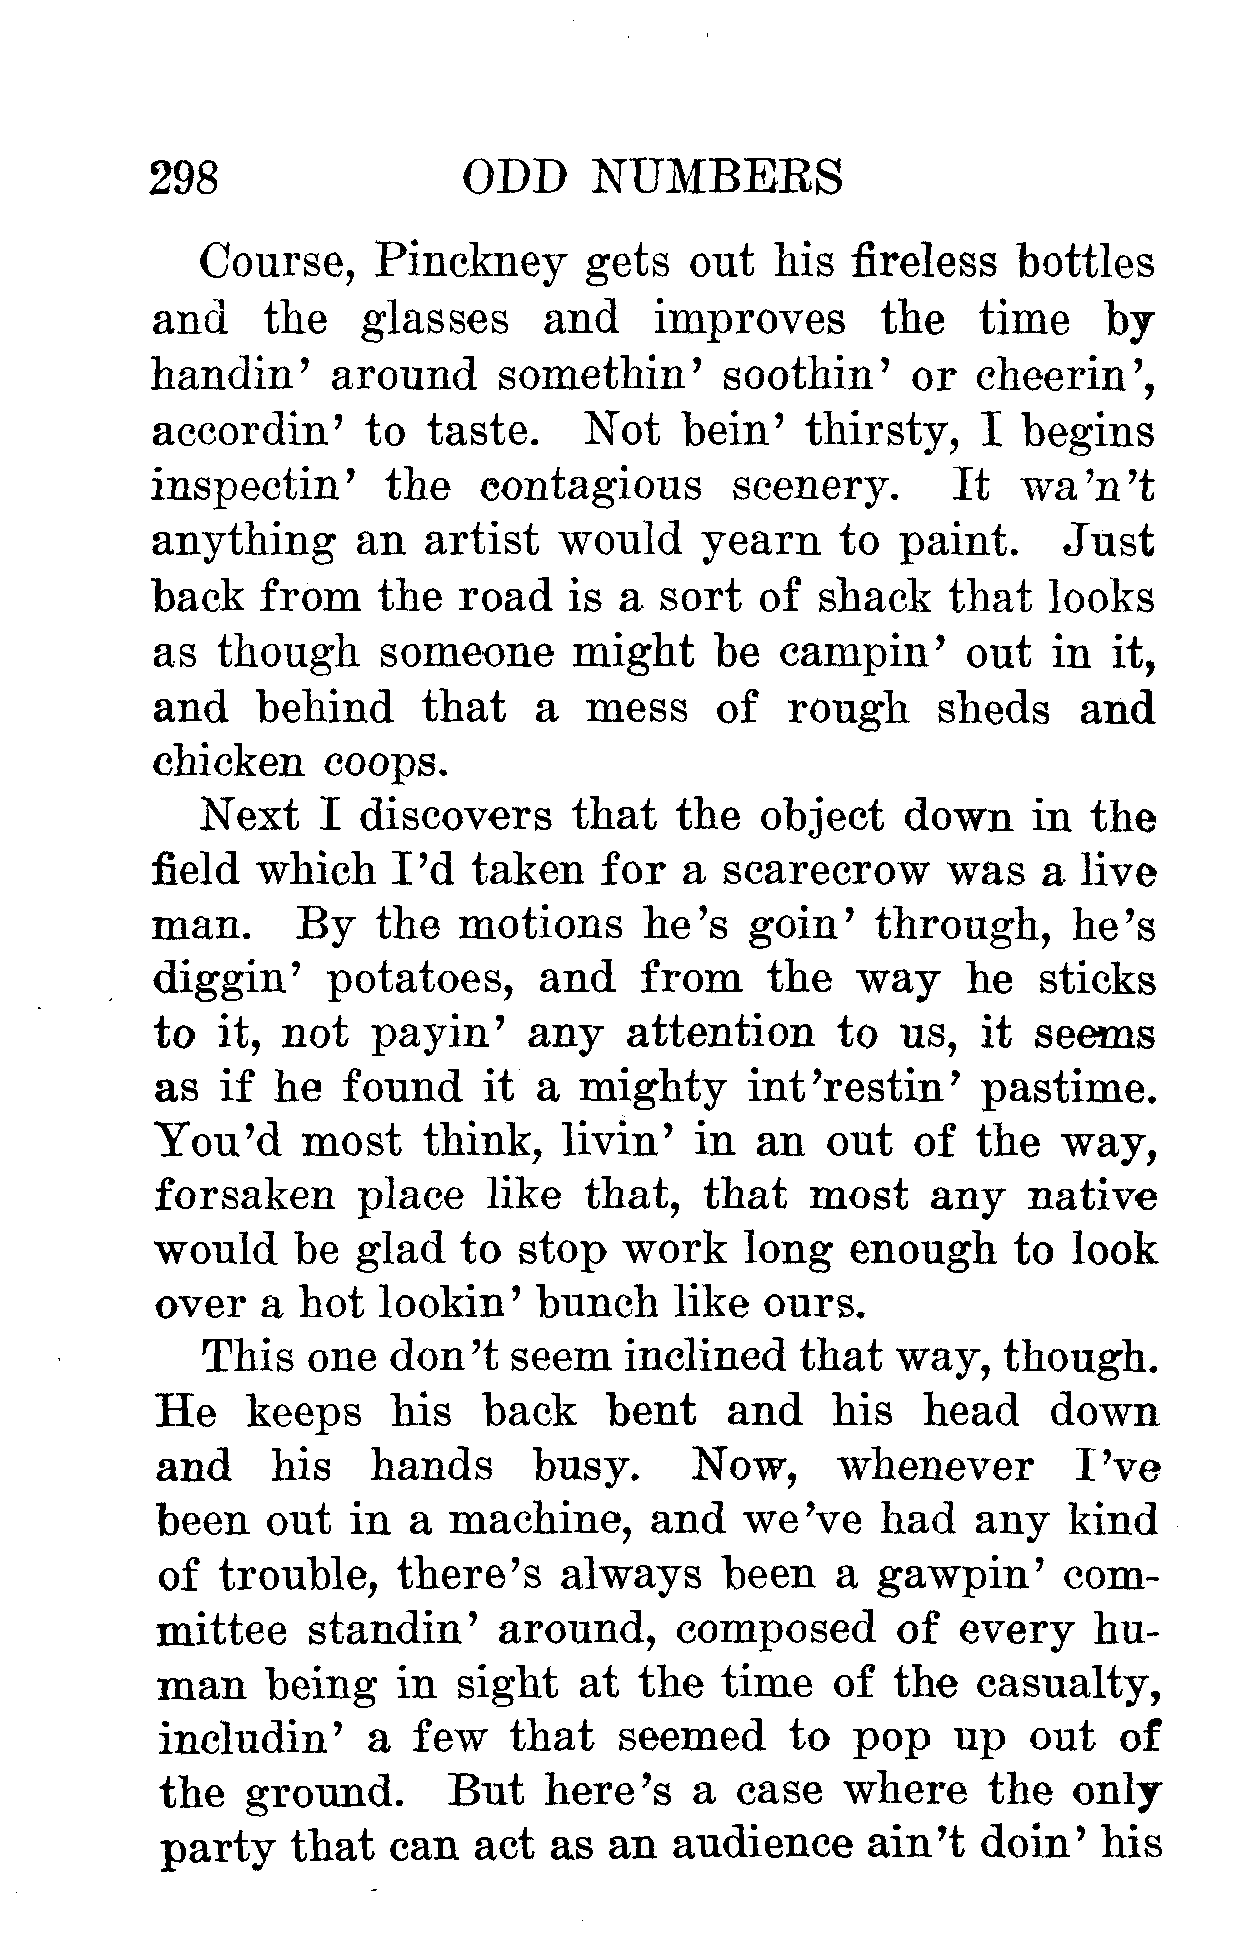 298 ODD NUMBERS
Course, Pinckney gets out his fireless bottles
and the glasses and improves the time by
handin' around somethin' soothin' or cheerin',
accordin' to taste. Not bein' thirsty, I begins
inspectin' the contagious scenery. It wa'n't
anything an artist would yearn to paint. Just
back from the road is a sort of shack that looks
as though someone might be campin' out in it,
and behind that a mess of rough sheds and
chicken coops.
Next I discovers that the object down in the
field which I'd taken for a scarecrow was a live
man. By the motions he's goin' through, he's
diggin' potatoes, and from the way he sticks
to it, not payin' any attention to us, it seems
as if he found it a mighty int'restin' pastime.
You'd most think, livin' in an out of the way,
forsaken place like that, that most any native
would be glad to stop work long enough to look
over a hot lookin' bunch like ours.
This one don't seem inclined that way, though.
He keeps his back bent and his head down
and his hands busy. Now, whenever I've
been out in a machine, and we've had any kind
of trouble, there's always been a gawpin' com-
mittee standin' around, composed of every hu-
man being in sight at the time of the casualty,
includin' a few that seemed to pop up out of
the ground. But here's a case where the only
party that can act as an audience ain't doin' his